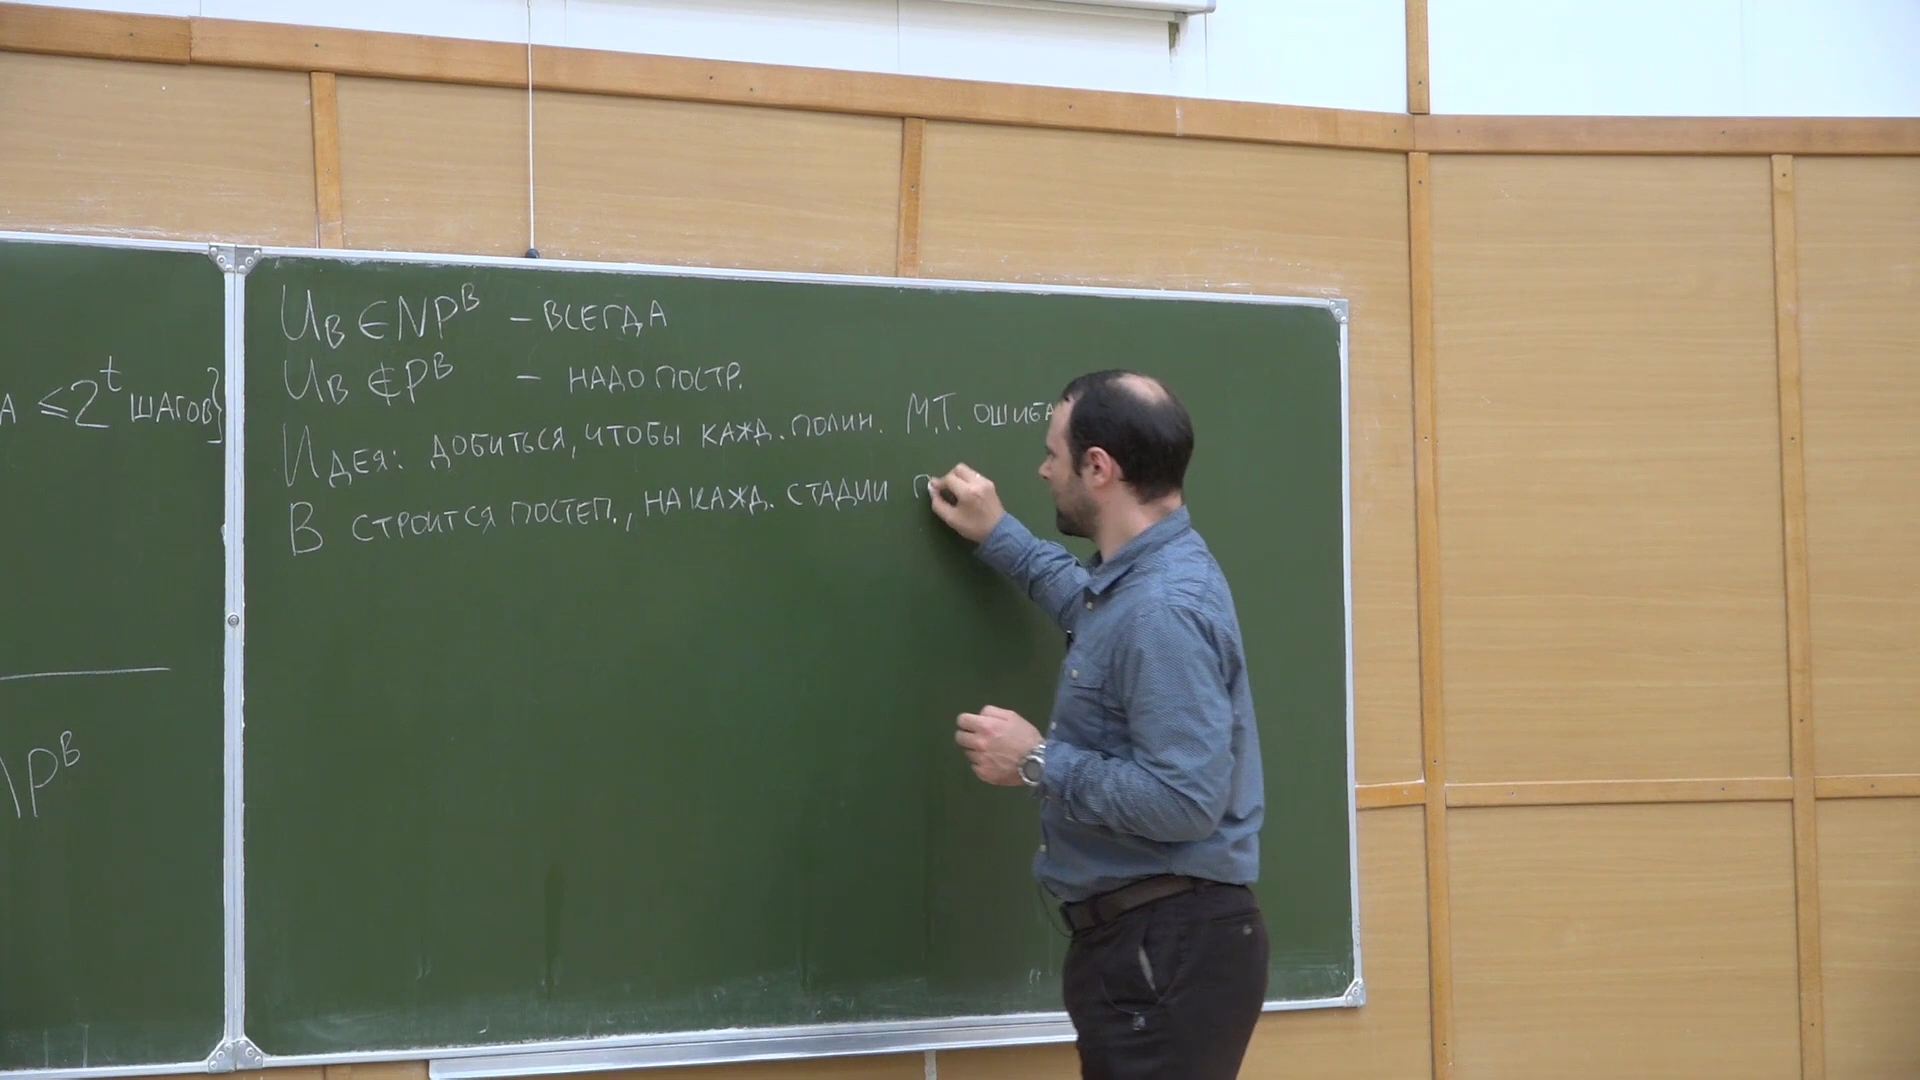 А ≤2^t ШАГОВ}
\P^B
U_B ∈ NP^B – ВСЕГДА
U_B ∉ P^B – НАДО ПОСТР.
ИДЕЯ: ДОБИТЬСЯ, ЧТОБЫ КАЖД. ПОЛИН. М.Т. ОШИБА
В СТРОИТСЯ ПОСТЕП., НА КАЖД. СТАДИИ П